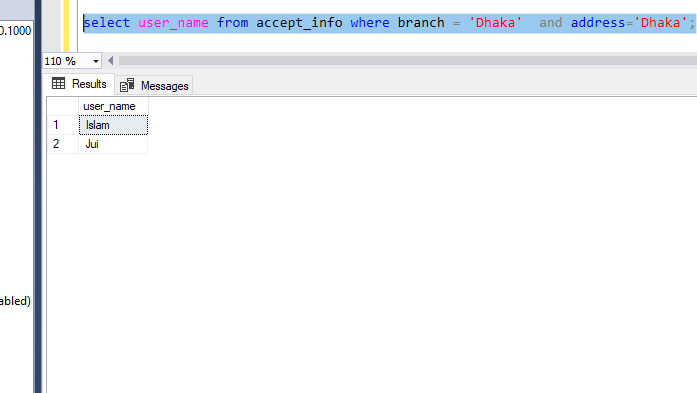 0.1000
select user_name from accept_info where branch = 'Dhaka'  and address='Dhaka';
110 %
Results Messages
user_name
1 Islam
2 Jui
abled)